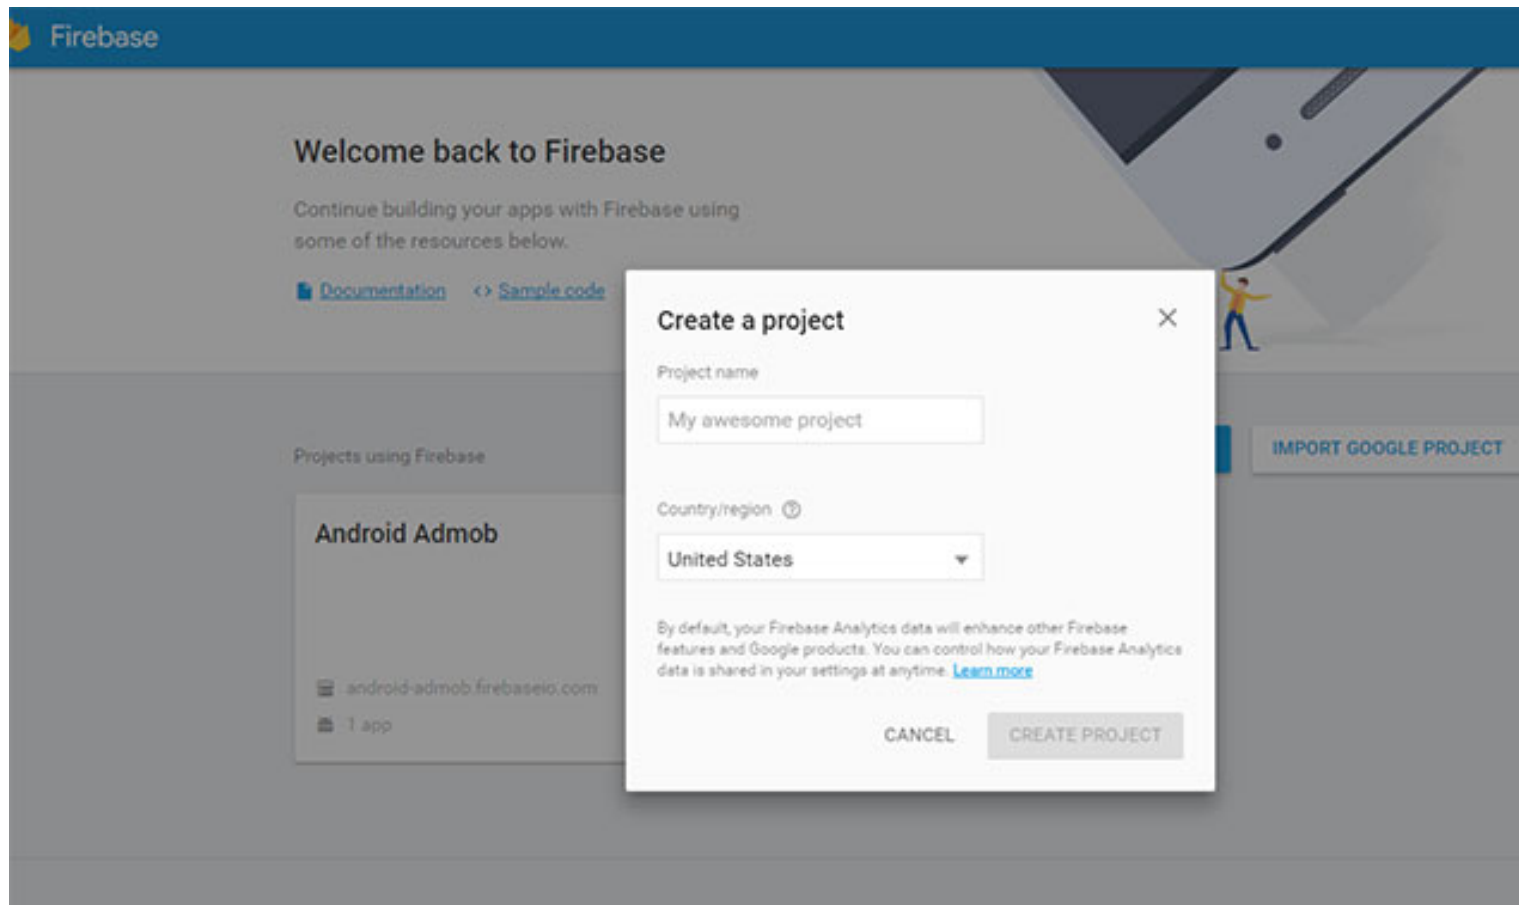 Firebase
Welcome back to Firebase
Continue building your apps with Firebase using
some of the resources below.
Documentation <> Sample code
Create a project
Project name
My awesome project
Projects using Firebase
IMPORT GOOGLE PROJECT
Country/region
Android Admob
United States
By default, your Firebase Analytics data will enhance other Firebase
features and Google products. You can control how your Firebase Analytics
data is shared in your settings at anytime. Learn more
android-admob.firebaseio.com
1 app
CANCEL CREATE PROJECT